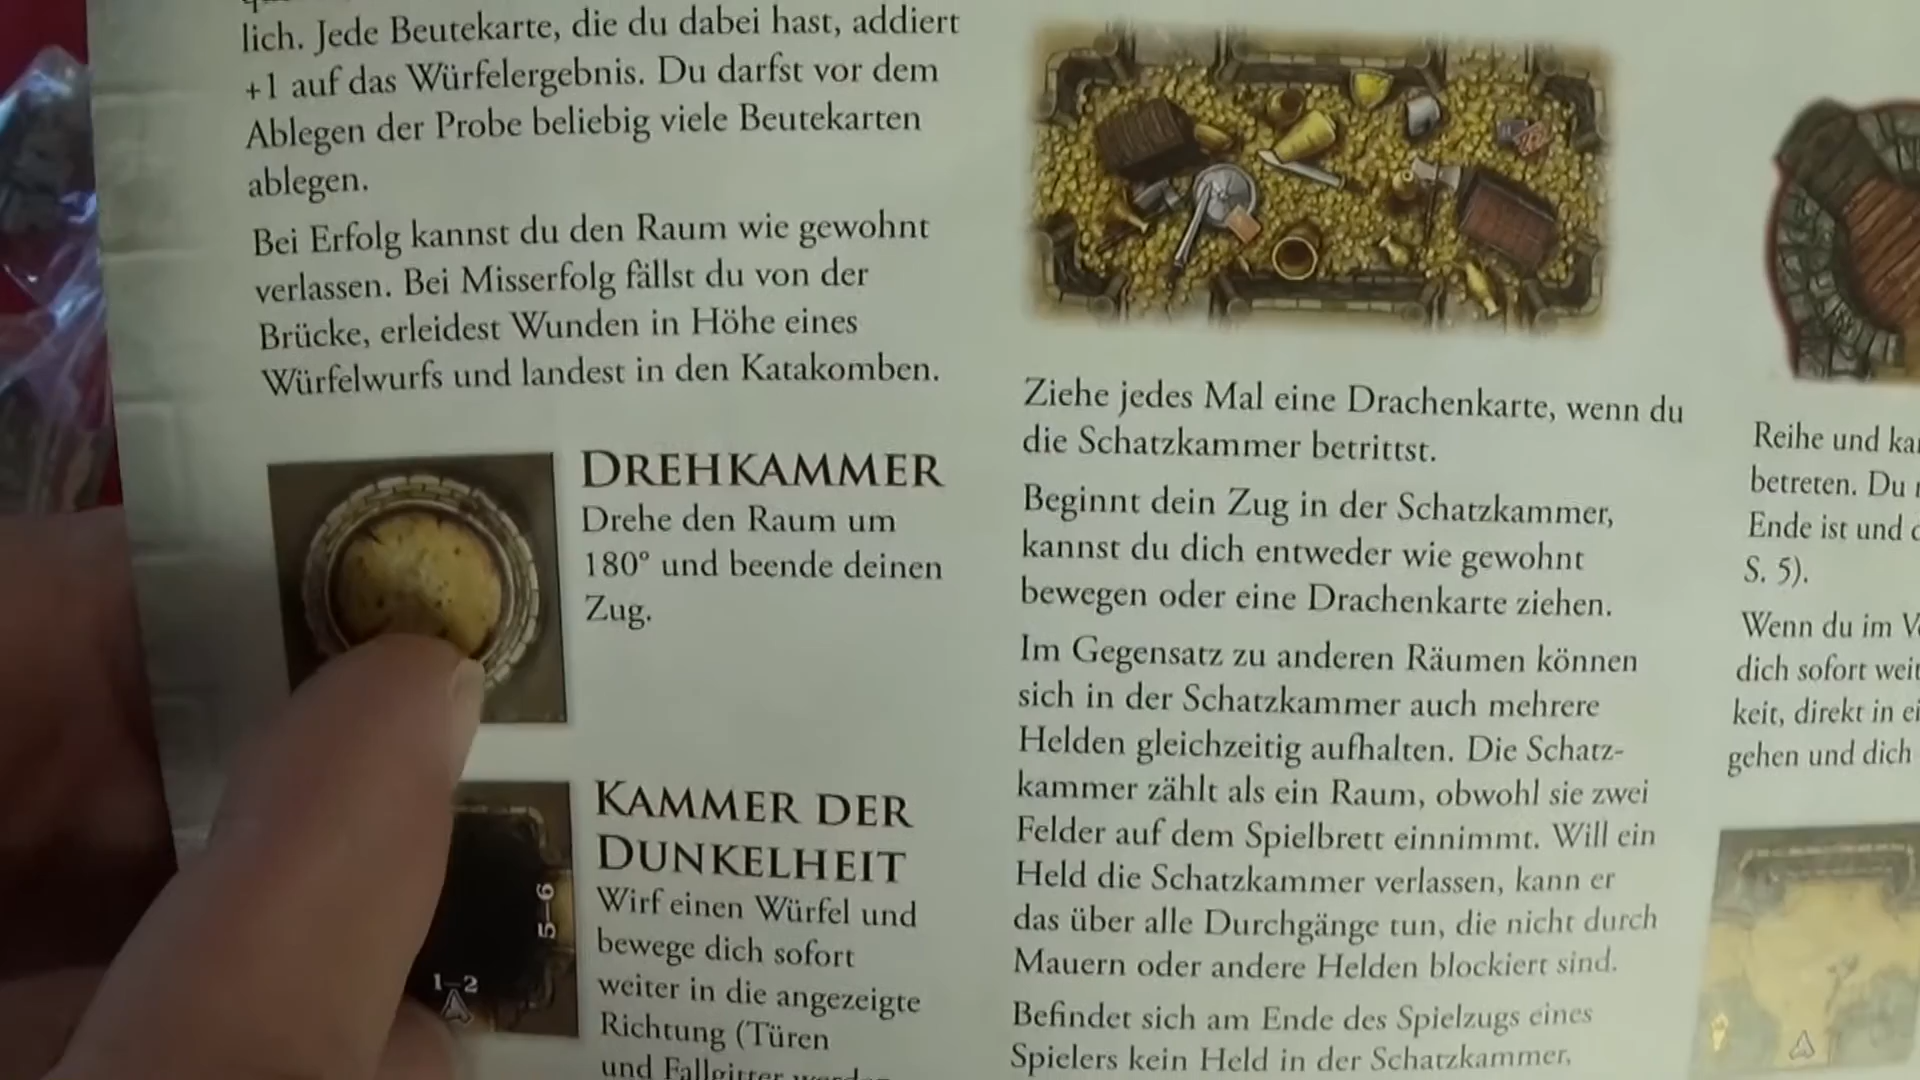 lich. Jede Beutekarte, die du dabei hast, addiert
+1 auf das Würfelergebnis. Du darfst vor dem
Ablegen der Probe beliebig viele Beutekarten
ablegen.
Bei Erfolg kannst du den Raum wie gewohnt
verlassen. Bei Misserfolg fällst du von der
Brücke, erleidest Wunden in Höhe eines
Würfelwurfs und landest in den Katakomben.
DREHKAMMER
Drehe den Raum um
180° und beende deinen
Zug.
KAMMER DER
DUNKELHEIT
5–6
1–2
Wirf einen Würfel und
bewege dich sofort
weiter in die angezeigte
Richtung (Türen
und Fallgitter
Ziehe jedes Mal eine Drachenkarte, wenn du
die Schatzkammer betrittst.
Beginnt dein Zug in der Schatzkammer,
kannst du dich entweder wie gewohnt
bewegen oder eine Drachenkarte ziehen.
Im Gegensatz zu anderen Räumen können
sich in der Schatzkammer auch mehrere
Helden gleichzeitig aufhalten. Die Schatz-
kammer zählt als ein Raum, obwohl sie zwei
Felder auf dem Spielbrett einnimmt. Will ein
Held die Schatzkammer verlassen, kann er
das über alle Durchgänge tun, die nicht durch
Mauern oder andere Helden blockiert sind.
Befindet sich am Ende des Spielzugs eines
Spielers kein Held in der Schatzkammer,
Reihe und
betreten. Du
Ende ist und
S. 5).
Wenn du im
dich sofort
keit, direkt in
gehen und dich